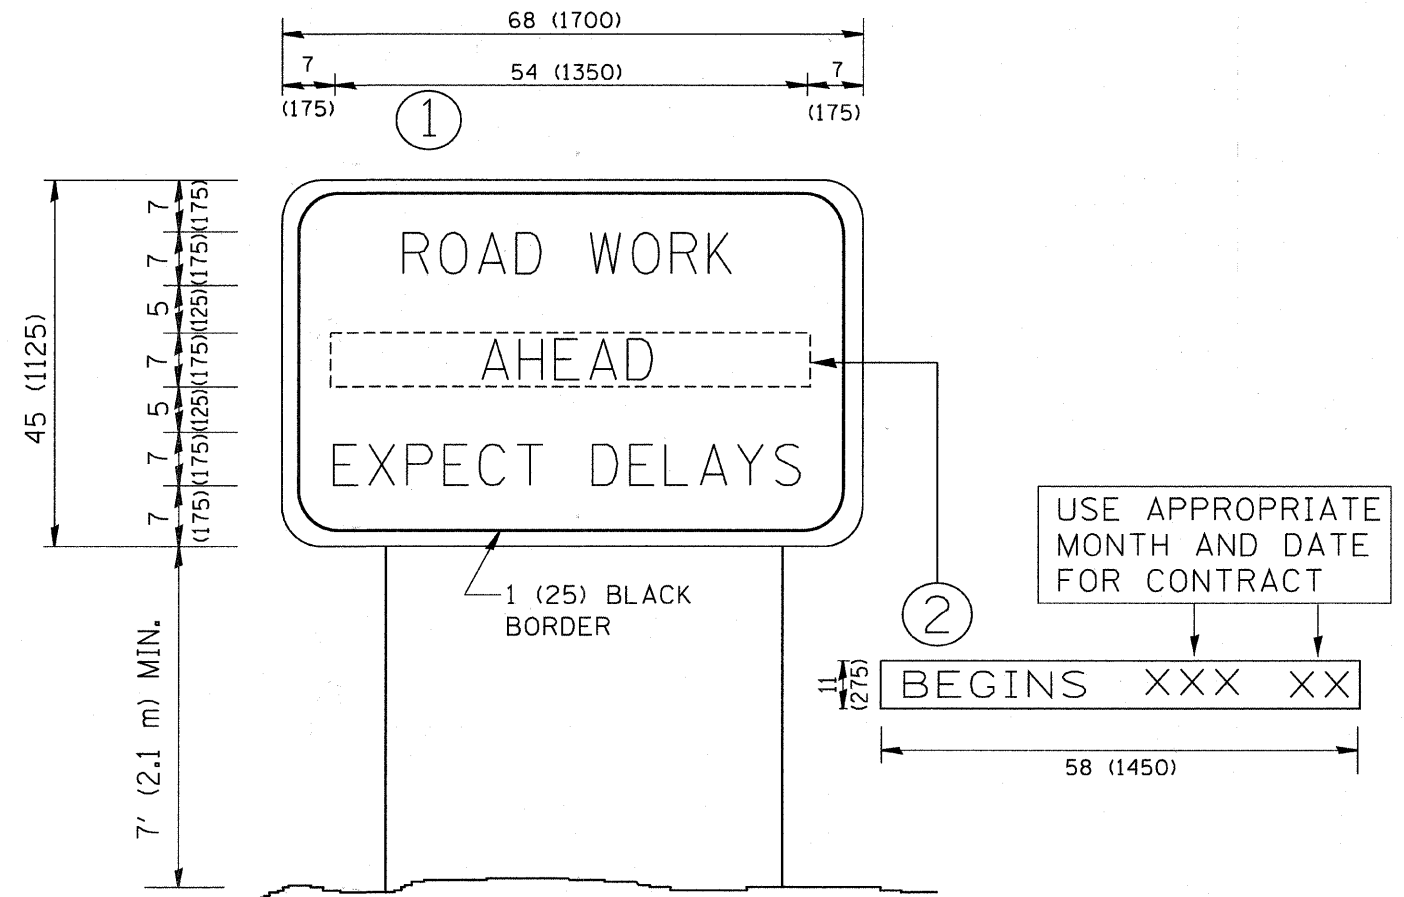 68 (1700)
7 54 (1350) 7
(175) (175)
1
7 (175)
7 (175)
5 (125)
7 (175)
5 (125)
7 (175)
7 (175)
45 (1125)
7' (2.1 m) MIN.
ROAD WORK
AHEAD
EXPECT DELAYS
1 (25) BLACK
BORDER
USE APPROPRIATE
MONTH AND DATE
FOR CONTRACT
2
11
(275)
BEGINS XXX XX
58 (1450)